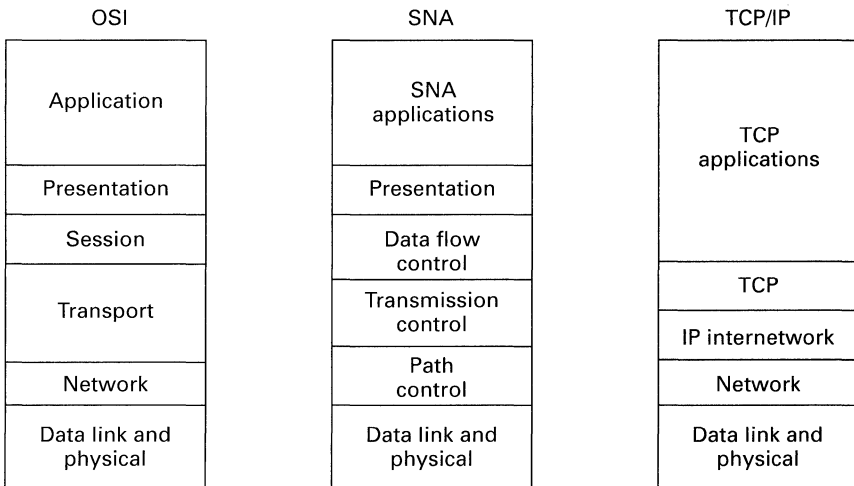 OSI
SNA
TCP/IP
Application
Presentation
Session
Transport
Network
Data link and
physical
SNA
applications
Presentation
Data flow
control
Transmission
control
Path
control
Data link and
physical
TCP
applications
TCP
IP internetwork
Network
Data link and
physical